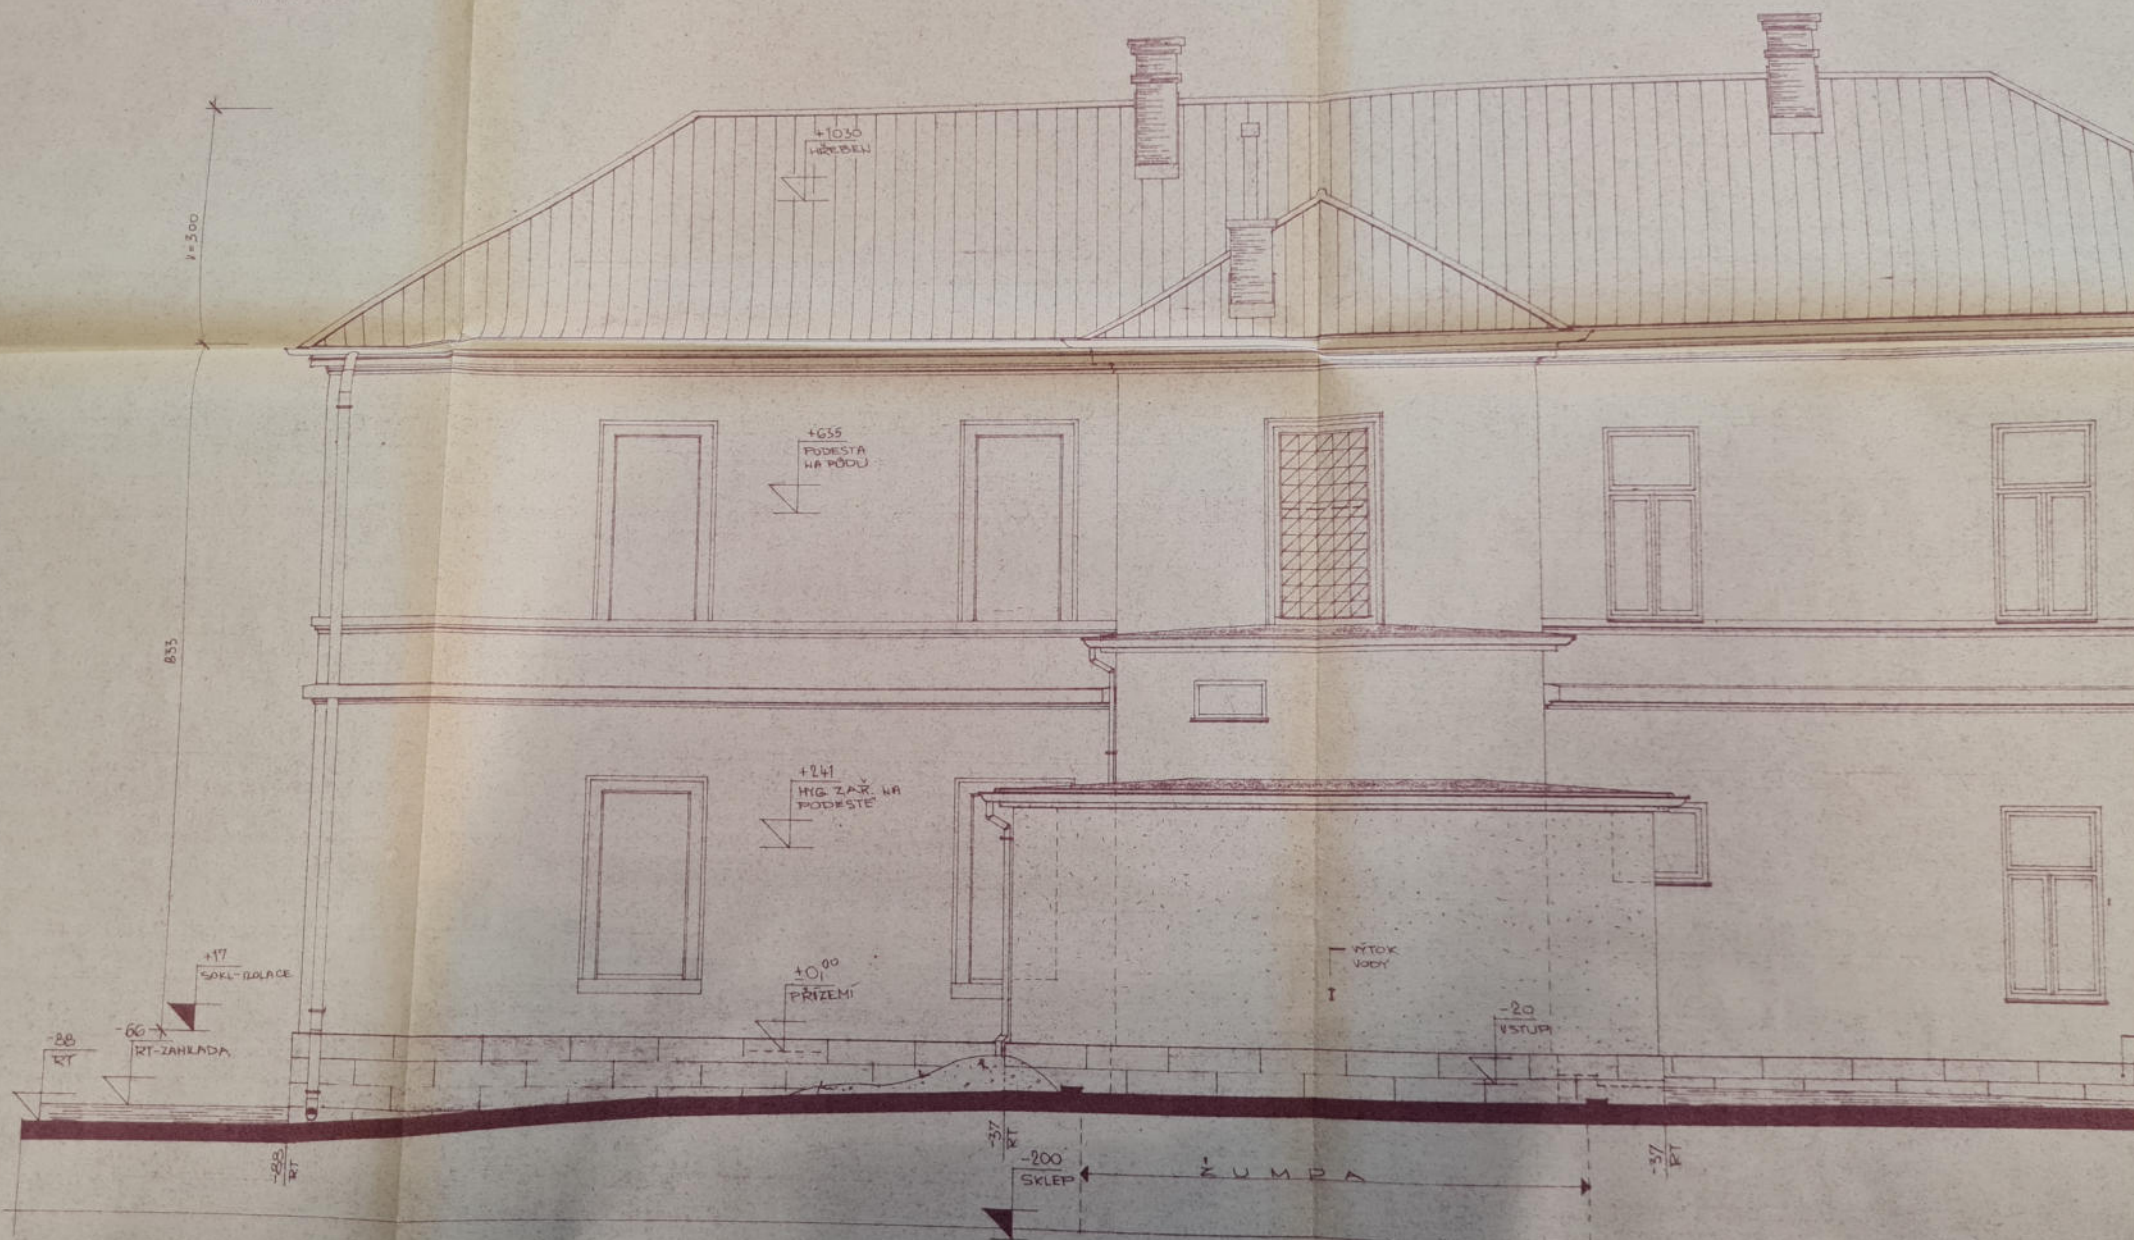 +1030
HŘEBEN
V=300
+635
PODESTA
NA PŮDU
833
+241
HYG. ZAŘ. NA
PODESTĚ
VÝTOK
VODY
+17
SOKL-IZOLACE
+0,00
PŘÍZEMÍ
-20
VSTUP
-66
RT-ZAHRADA
-88
RT
-88
RT
-37
RT
-200
SKLEP
ŽUMPA
-37
RT